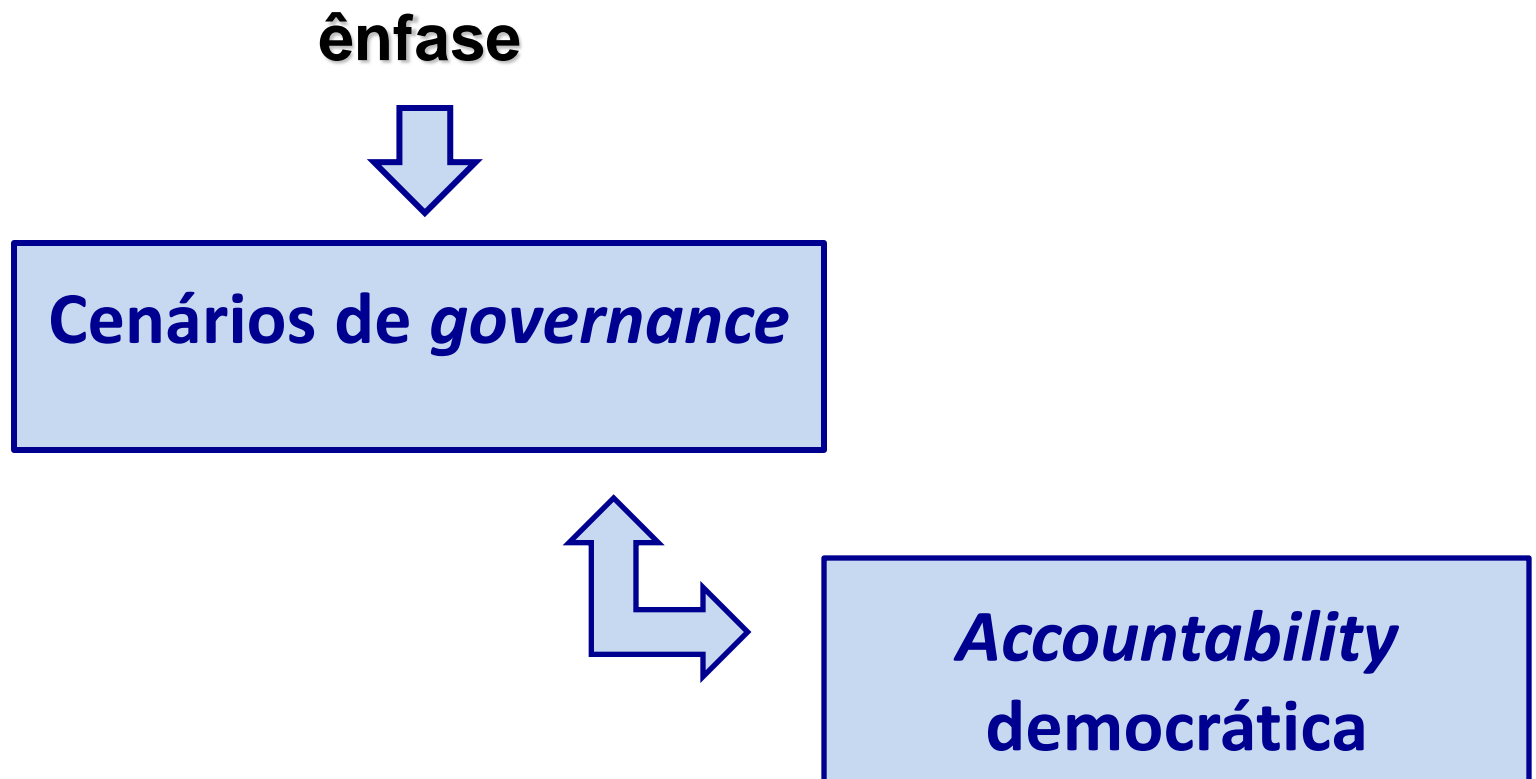 ênfase
Cenários de governance
Accountability
democrática